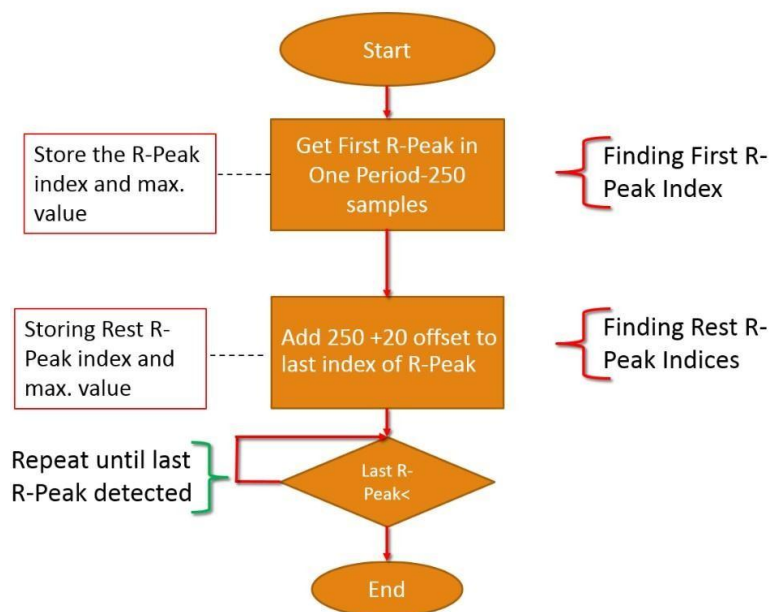 Start
Store the R-Peak
index and max.
value
Get First R-Peak in
One Period-250
samples
Finding First R-
Peak Index
Storing Rest R-
Peak index and
max. value
Add 250 +20 offset to
last index of R-Peak
Finding Rest R-
Peak Indices
Repeat until last
R-Peak detected
Last R-
Peak<
End